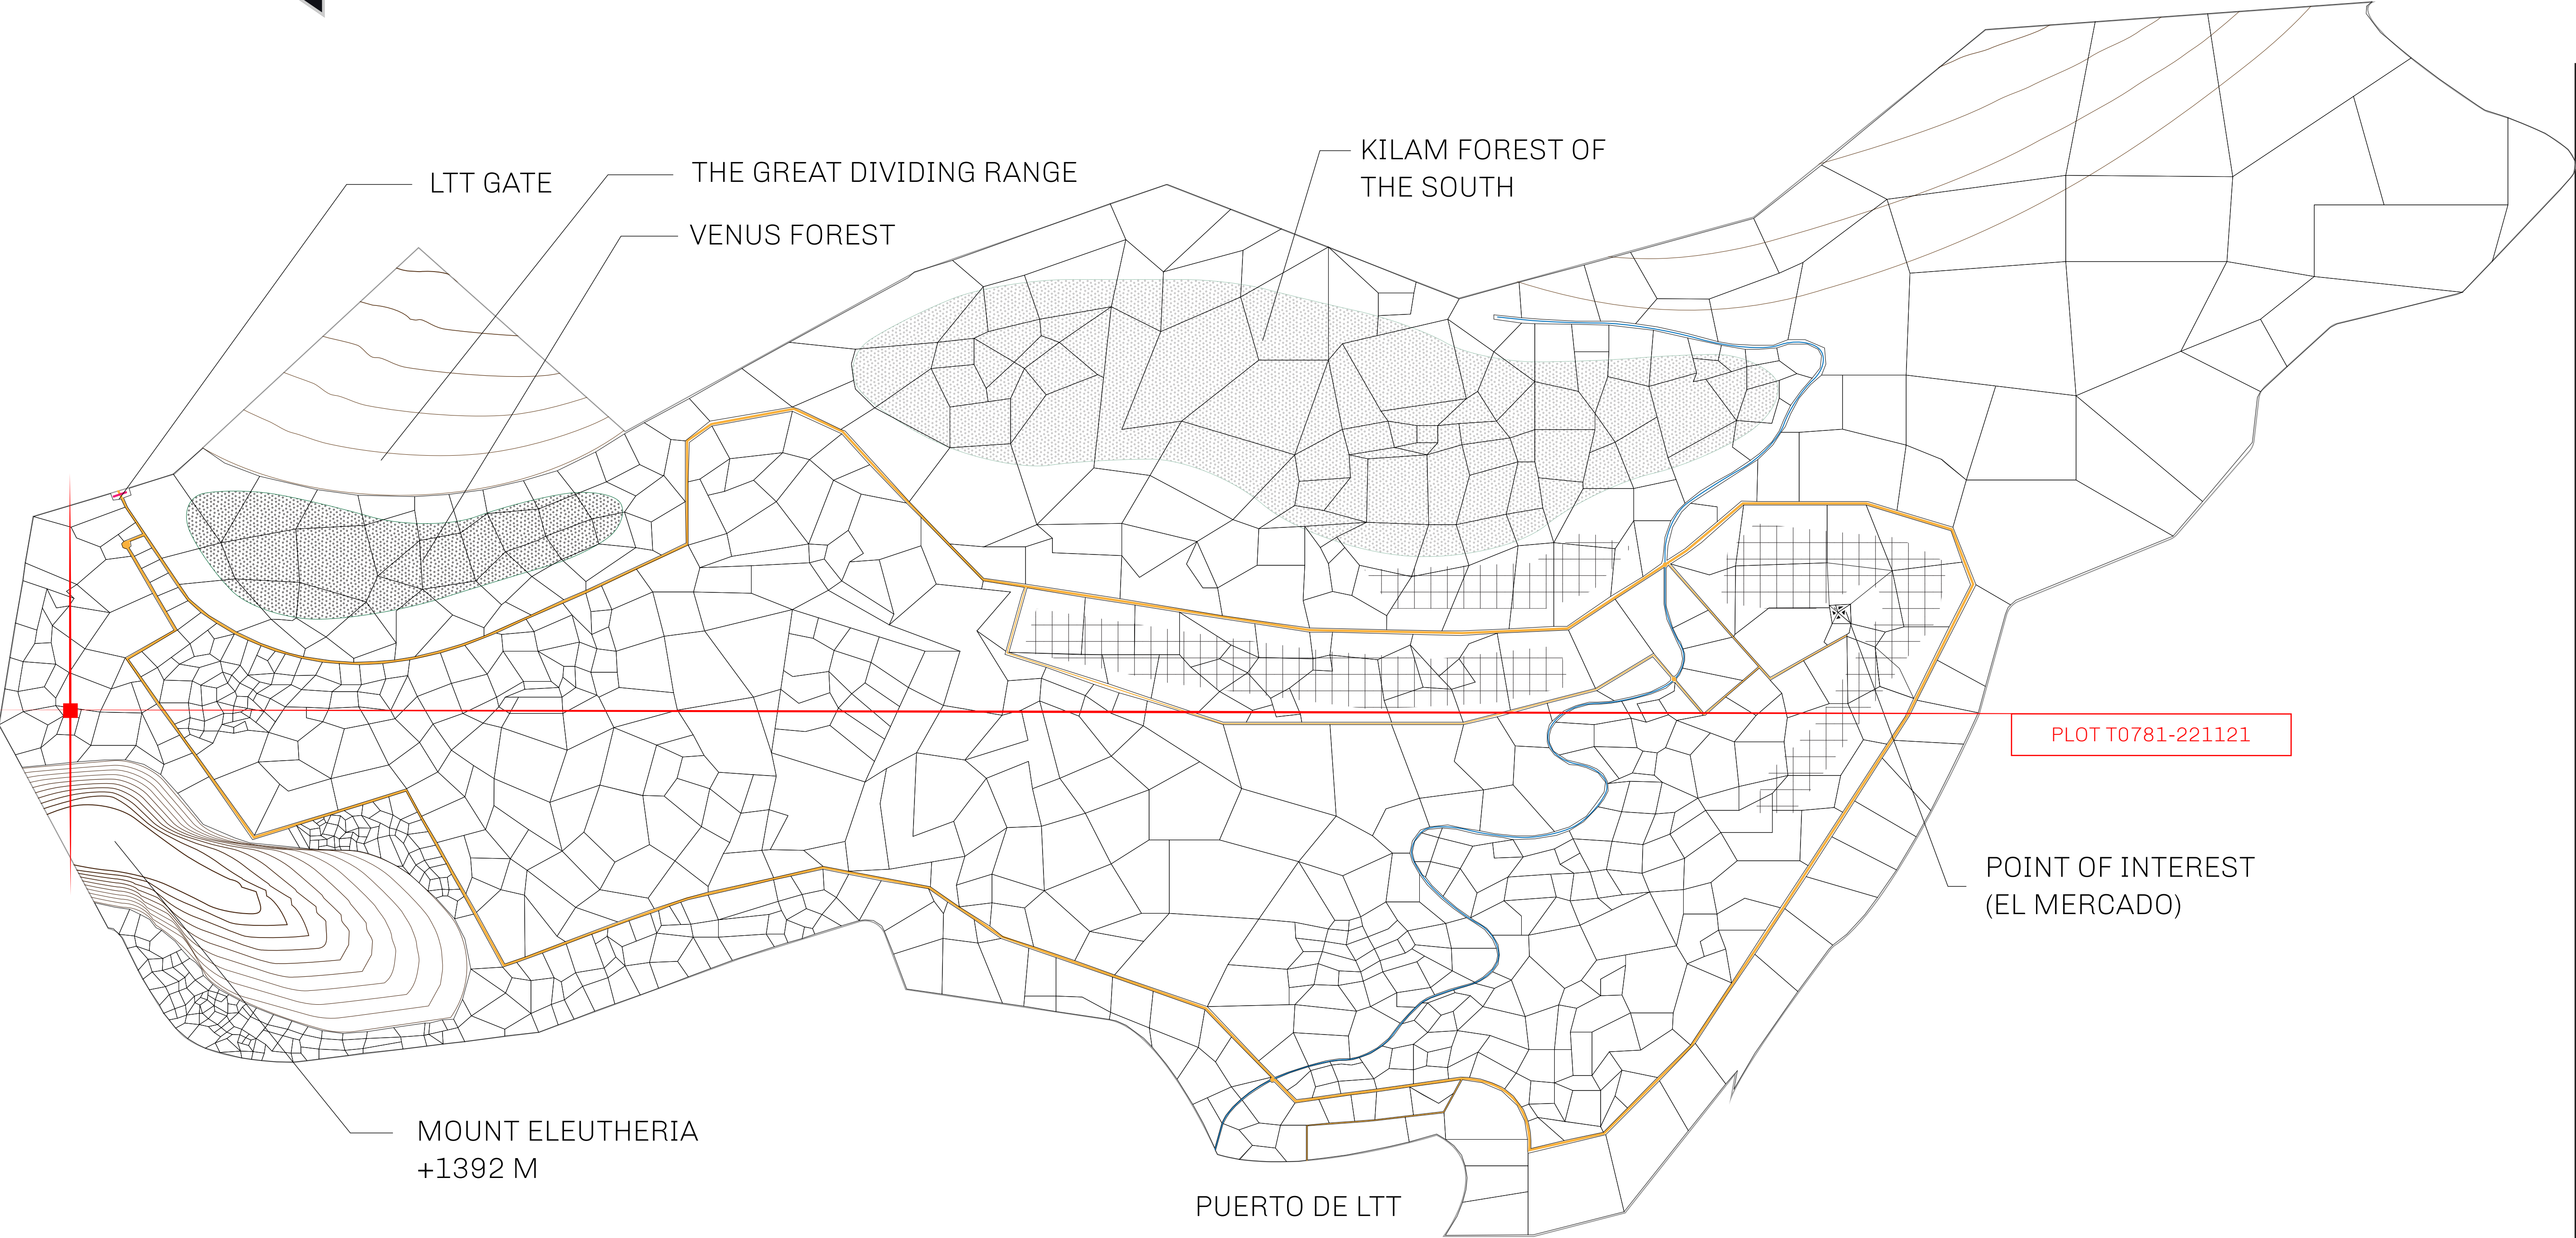 LTT GATE
THE GREAT DIVIDING RANGE
VENUS FOREST
KILAM FOREST OF
THE SOUTH
PLOT T0781-221121
POINT OF INTEREST
(EL MERCADO)
MOUNT ELEUTHERIA
+1392 M
PUERTO DE LTT